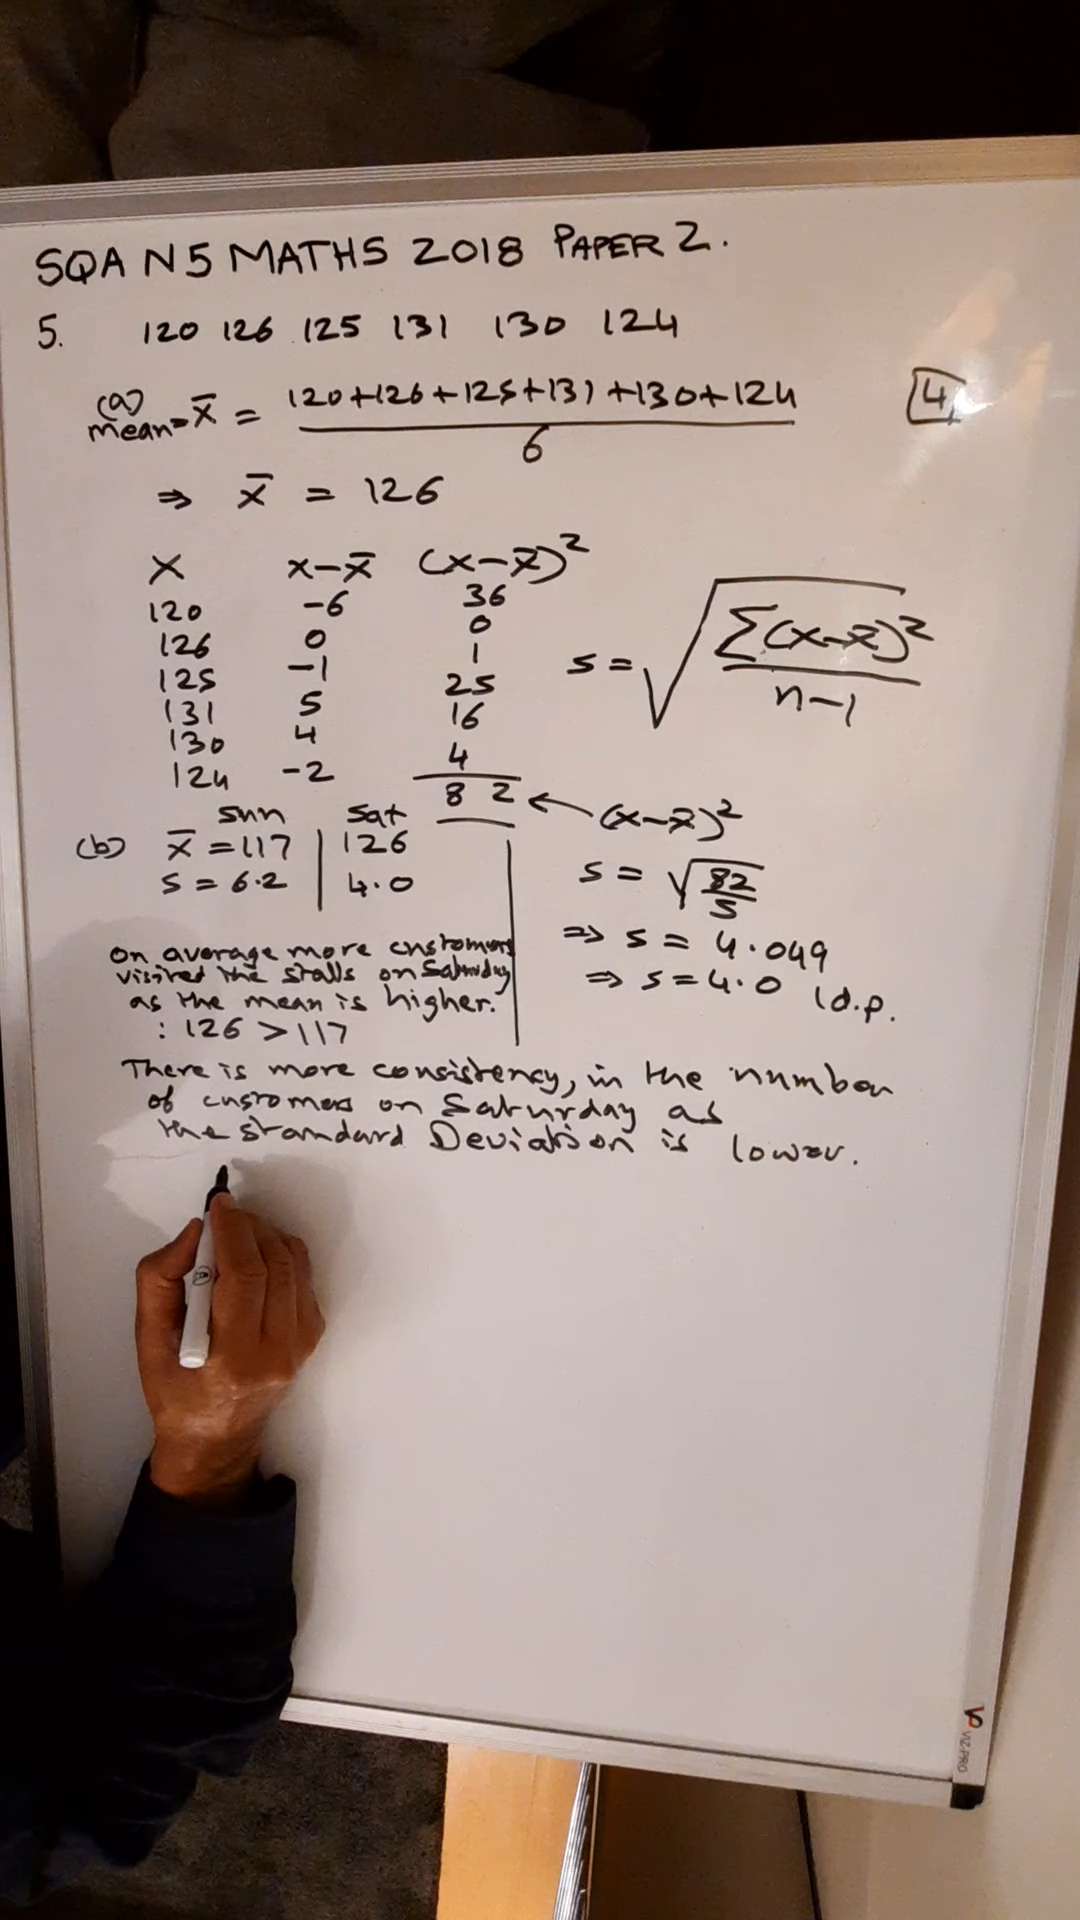 SQA N5 MATHS 2018 PAPER 2.
5. 120 126 125 131 130 124
(a) mean = x̄ = 120+126+125+131+130+124 / 6
4
⇒ x̄ = 126
x x-x̄ (x-x̄)²
120 -6 36
126 0 0
125 -1 1
131 5 25
130 4 16
124 -2 4
82 ← (x-x̄)²
s = √ ∑(x-x̄)² / n-1
s = √ 82 / 5
⇒ s = 4.049
⇒ s = 4.0 1d.p.
sun sat
(b) x̄ = 117 | 126
s = 6.2 | 4.0
on average more customers
visited the stalls on Saturday
as the mean is higher.
: 126 > 117
There is more consistency, in the number
of customers on Saturday as
the standard Deviation is lower.
VIZ-PRO